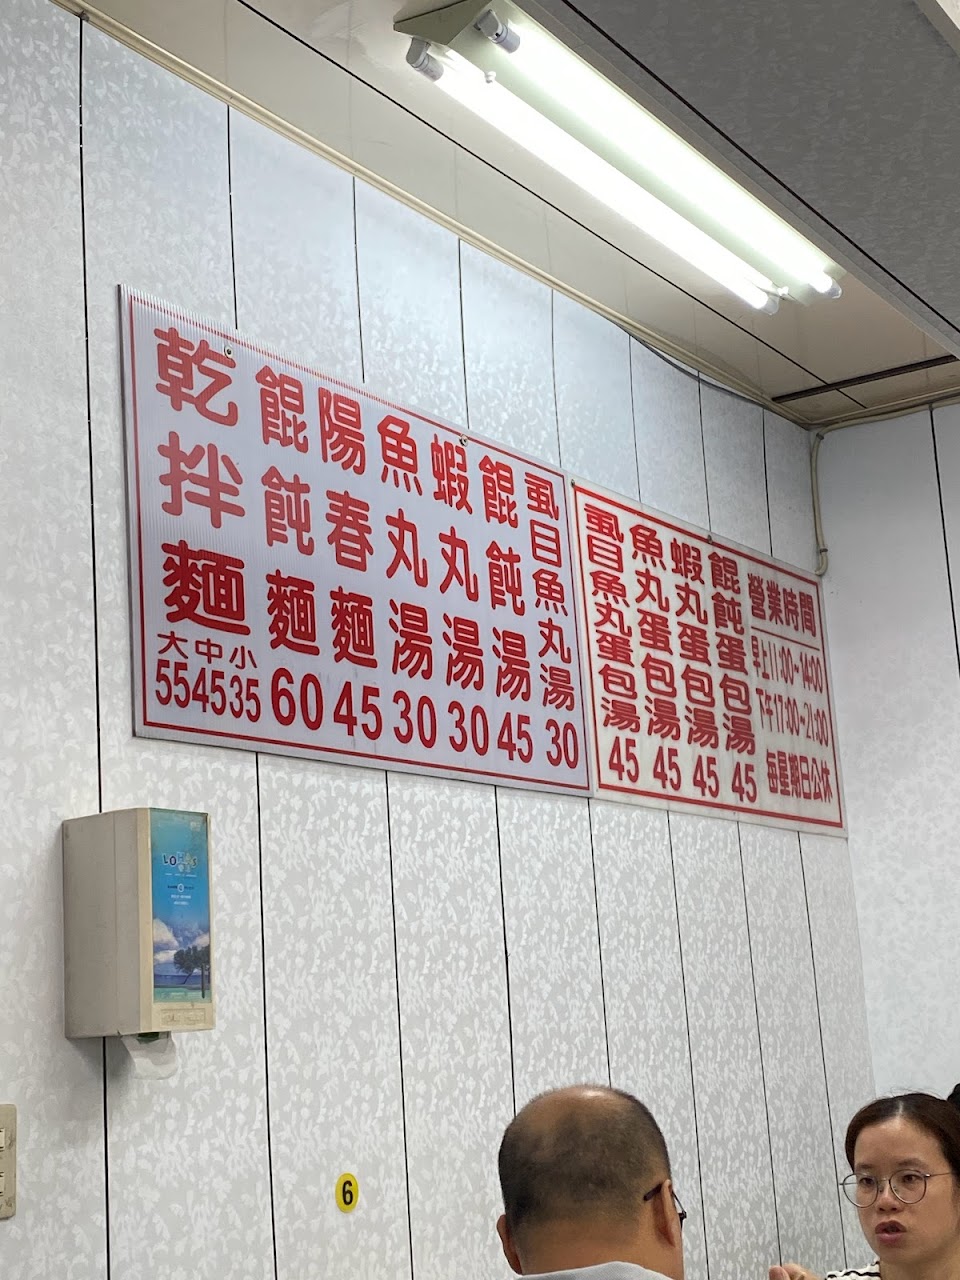 乾拌麵
大 中 小
55 45 35
餛飩麵 60
陽春麵 45
魚丸湯 30
蝦丸湯 30
餛飩湯 45
虱目魚丸湯 30
虱目魚丸蛋包湯 45
魚丸蛋包湯 45
蝦丸蛋包湯 45
餛飩蛋包湯 45
營業時間
早上11:00~14:00
下午17:00~21:00
每星期日公休
6